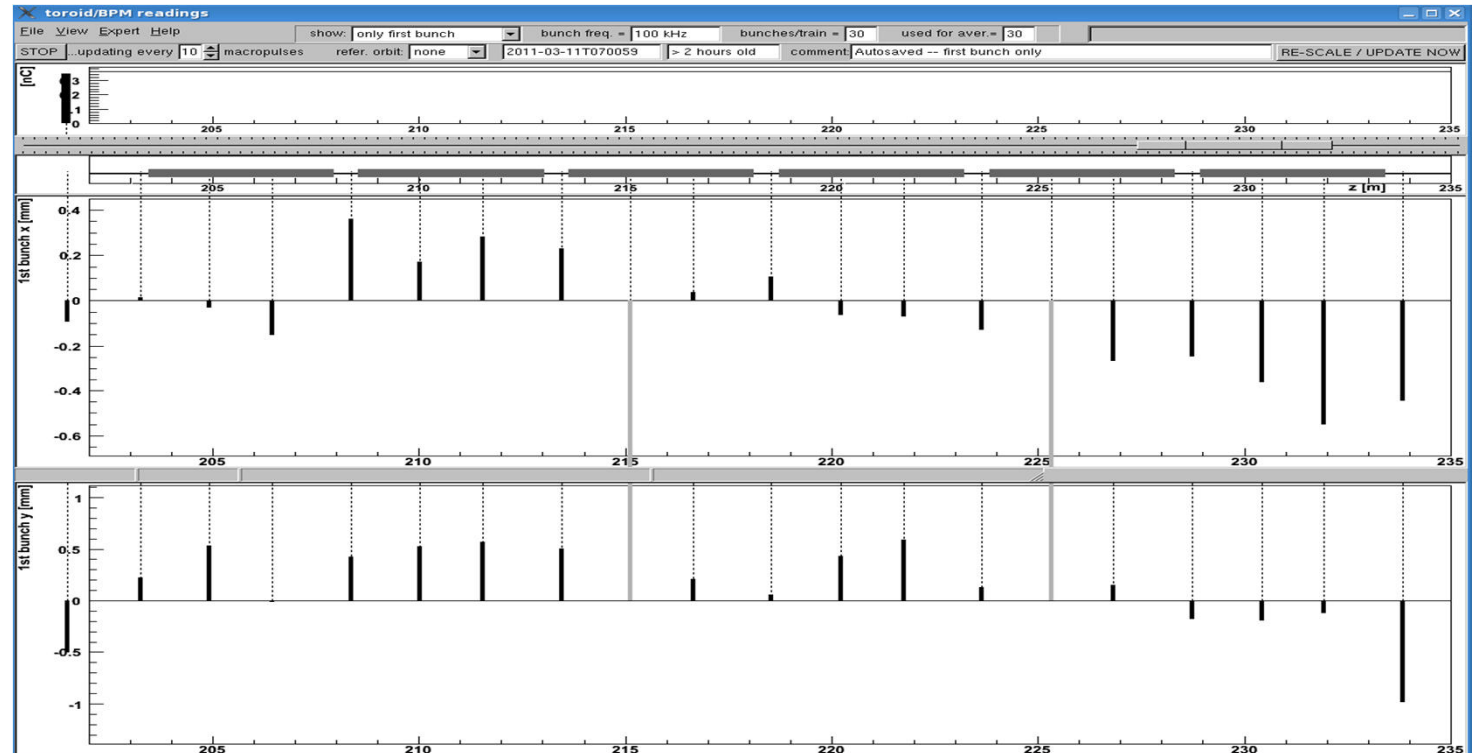 toroid/BPM readings
File View Expert Help
show: only first bunch bunch freq. = 100 kHz bunches/train = 30 used for aver.= 30
STOP ...updating every 10 macropulses refer. orbit: none 2011-03-11T070059 > 2 hours old comment: Autosaved -- first bunch only RE-SCALE / UPDATE NOW
[nC]
3
2
1
0
205 210 215 220 225 230 235
205 210 215 220 225 230 z [m] 235
1st bunch x [mm]
0.4
0.2
0
-0.2
-0.4
-0.6
205 210 215 220 225 230 235
1st bunch y [mm]
1
0.5
0
-0.5
-1
205 210 215 220 225 230 235